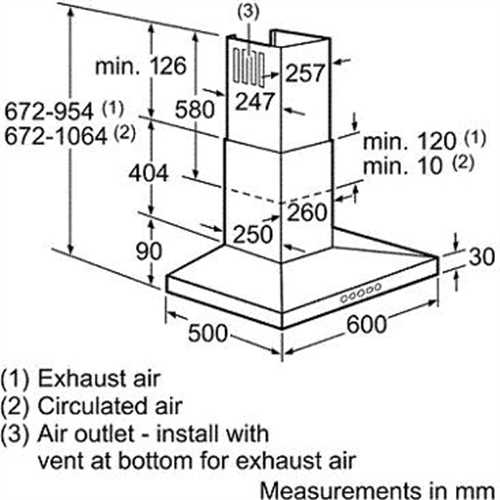 (3)
min. 126
257
247
580
672-954 (1)
672-1064 (2)
min. 120 (1)
min. 10 (2)
404
260
250
90
30
500
600
(1) Exhaust air
(2) Circulated air
(3) Air outlet - install with
vent at bottom for exhaust air
Measurements in mm